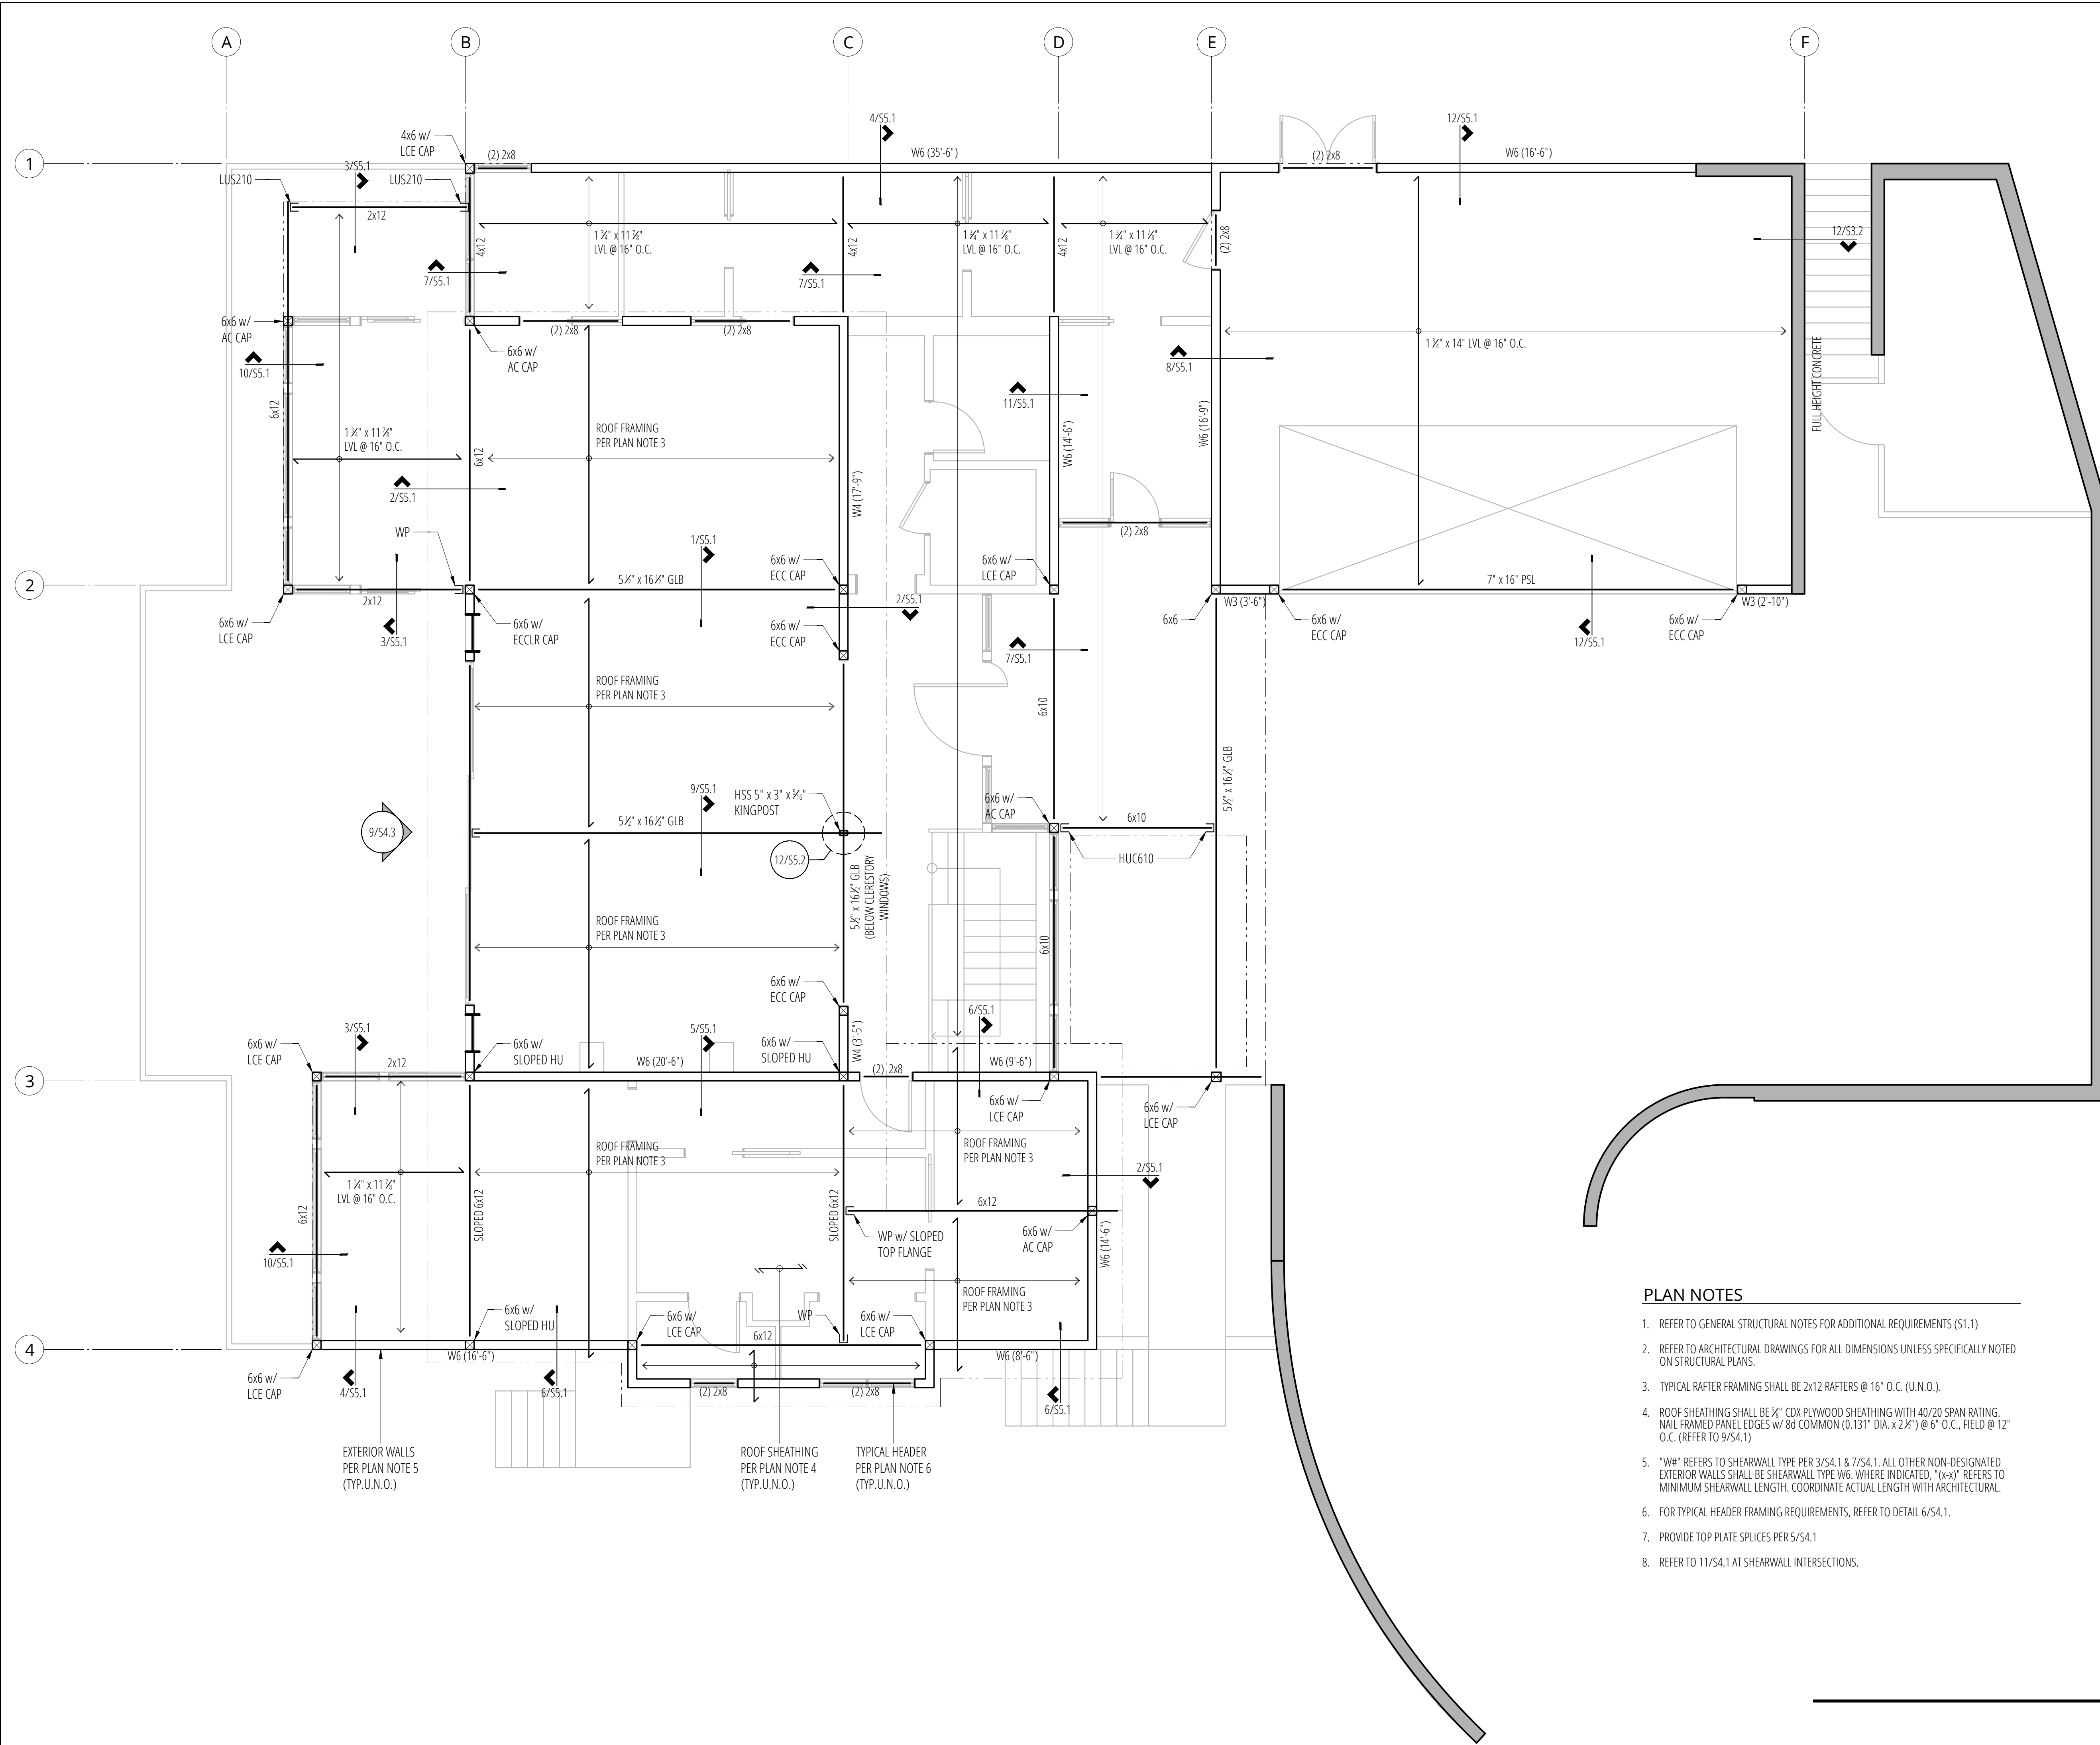 A
B
C
D
E
F
1
4x6 w/
LCE CAP
3/S5.1
(2) 2x8
4/S5.1
W6 (35'-6")
12/S5.1
(2) 2x8
W6 (16'-6")
LUS210
LUS210
2x12
4x12
7/S5.1
1 ¾" x 11 ⅞"
LVL @ 16" O.C.
4x12
7/S5.1
1 ¾" x 11 ⅞"
LVL @ 16" O.C.
4x12
1 ¾" x 11 ⅞"
LVL @ 16" O.C.
(2) 2x8
12/S3.2
6x6 w/
AC CAP
10/S5.1
6x6 w/
AC CAP
(2) 2x8
(2) 2x8
8/S5.1
1 ¾" x 14" LVL @ 16" O.C.
FULL HEIGHT CONCRETE
6x12
1 ¾" x 11 ⅞"
LVL @ 16" O.C.
6x12
ROOF FRAMING
PER PLAN NOTE 3
11/S5.1
W6 (14'-6")
W6 (16'-9")
2/S5.1
W4 (17'-9")
WP
1/S5.1
(2) 2x8
2
6x6 w/
ECC CAP
6x6 w/
LCE CAP
2x12
5½" x 16½" GLB
7" x 16" PSL
W3 (3'-6")
W3 (2'-10")
6x6 w/
LCE CAP
3/S5.1
6x6 w/
ECCLR CAP
6x6 w/
ECC CAP
2/S5.1
6x6
6x6 w/
ECC CAP
12/S5.1
6x6 w/
ECC CAP
7/S5.1
ROOF FRAMING
PER PLAN NOTE 3
6x10
9/S5.1
HSS 5" x 3" x 5/16"
KINGPOST
6x6 w/
AC CAP
5½" x 16½" GLB
9/S4.3
5½" x 16½" GLB
6x10
12/S5.2
HUC610
5½" x 16½" GLB
(BELOW CLERESTORY
WINDOWS)
ROOF FRAMING
PER PLAN NOTE 3
6x10
6x6 w/
ECC CAP
3/S5.1
5/S5.1
6/S5.1
6x6 w/
LCE CAP
6x6 w/
SLOPED HU
6x6 w/
SLOPED HU
W4 (3'-5")
2x12
W6 (20'-6")
W6 (9'-6")
3
(2) 2x8
6x6 w/
LCE CAP
6x6 w/
LCE CAP
ROOF FRAMING
PER PLAN NOTE 3
ROOF FRAMING
PER PLAN NOTE 3
2/S5.1
1 ¾" x 11 ⅞"
LVL @ 16" O.C.
6x12
SLOPED 6x12
SLOPED 6x12
6x12
WP w/ SLOPED
TOP FLANGE
6x6 w/
AC CAP
W6 (14'-6")
10/S5.1
ROOF FRAMING
PER PLAN NOTE 3
6x6 w/
SLOPED HU
6x6 w/
LCE CAP
WP
6x6 w/
LCE CAP
6x12
4
W6 (16'-6")
W6 (8'-6")
6x6 w/
LCE CAP
4/S5.1
6/S5.1
(2) 2x8
(2) 2x8
6/S5.1
EXTERIOR WALLS
PER PLAN NOTE 5
(TYP.U.N.O.)
ROOF SHEATHING
PER PLAN NOTE 4
(TYP.U.N.O.)
TYPICAL HEADER
PER PLAN NOTE 6
(TYP.U.N.O.)
PLAN NOTES
1. REFER TO GENERAL STRUCTURAL NOTES FOR ADDITIONAL REQUIREMENTS (S1.1)
2. REFER TO ARCHITECTURAL DRAWINGS FOR ALL DIMENSIONS UNLESS SPECIFICALLY NOTED
ON STRUCTURAL PLANS.
3. TYPICAL RAFTER FRAMING SHALL BE 2x12 RAFTERS @ 16" O.C. (U.N.O.).
4. ROOF SHEATHING SHALL BE ⅝" CDX PLYWOOD SHEATHING WITH 40/20 SPAN RATING.
NAIL FRAMED PANEL EDGES w/ 8d COMMON (0.131" DIA. x 2½") @ 6" O.C., FIELD @ 12"
O.C. (REFER TO 9/S4.1)
5. "W#" REFERS TO SHEARWALL TYPE PER 3/S4.1 & 7/S4.1. ALL OTHER NON-DESIGNATED
EXTERIOR WALLS SHALL BE SHEARWALL TYPE W6. WHERE INDICATED, "(x-x)" REFERS TO
MINIMUM SHEARWALL LENGTH. COORDINATE ACTUAL LENGTH WITH ARCHITECTURAL.
6. FOR TYPICAL HEADER FRAMING REQUIREMENTS, REFER TO DETAIL 6/S4.1.
7. PROVIDE TOP PLATE SPLICES PER 5/S4.1
8. REFER TO 11/S4.1 AT SHEARWALL INTERSECTIONS.